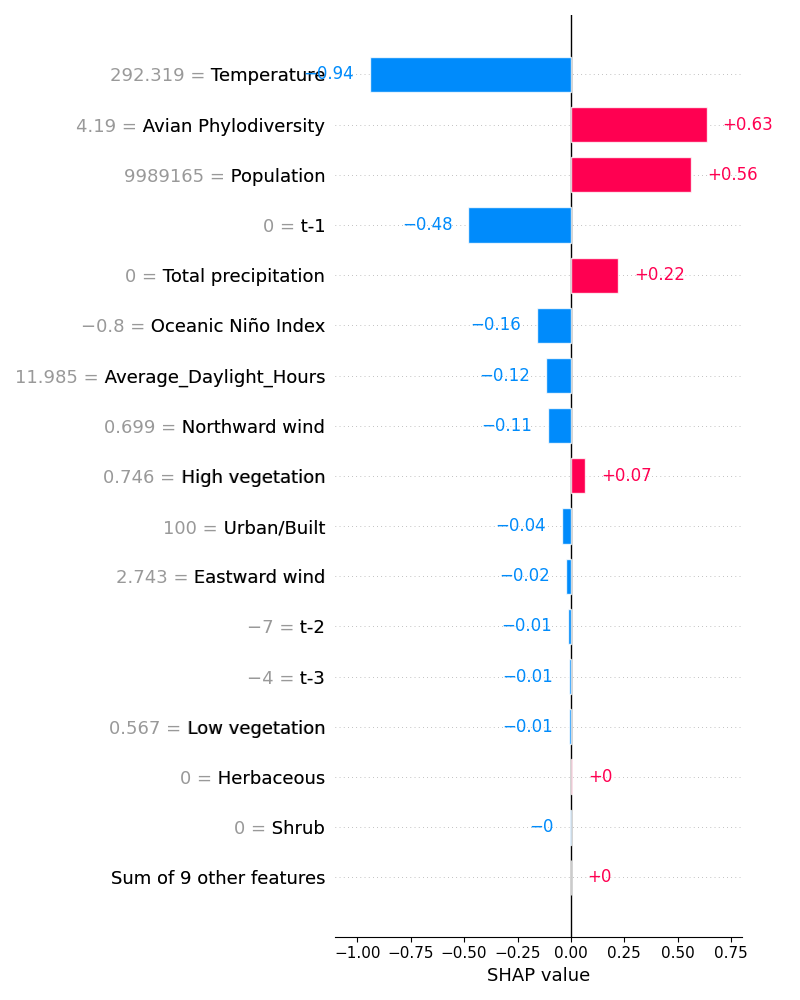 292.319 = Temperature −0.94
4.19 = Avian Phylodiversity +0.63
9989165 = Population +0.56
0 = t-1 −0.48
0 = Total precipitation +0.22
−0.8 = Oceanic Niño Index −0.16
11.985 = Average_Daylight_Hours −0.12
0.699 = Northward wind −0.11
0.746 = High vegetation +0.07
100 = Urban/Built −0.04
2.743 = Eastward wind −0.02
−7 = t-2 −0.01
−4 = t-3 −0.01
0.567 = Low vegetation −0.01
0 = Herbaceous +0
0 = Shrub −0
Sum of 9 other features +0
−1.00 −0.75 −0.50 −0.25 0.00 0.25 0.50 0.75
SHAP value